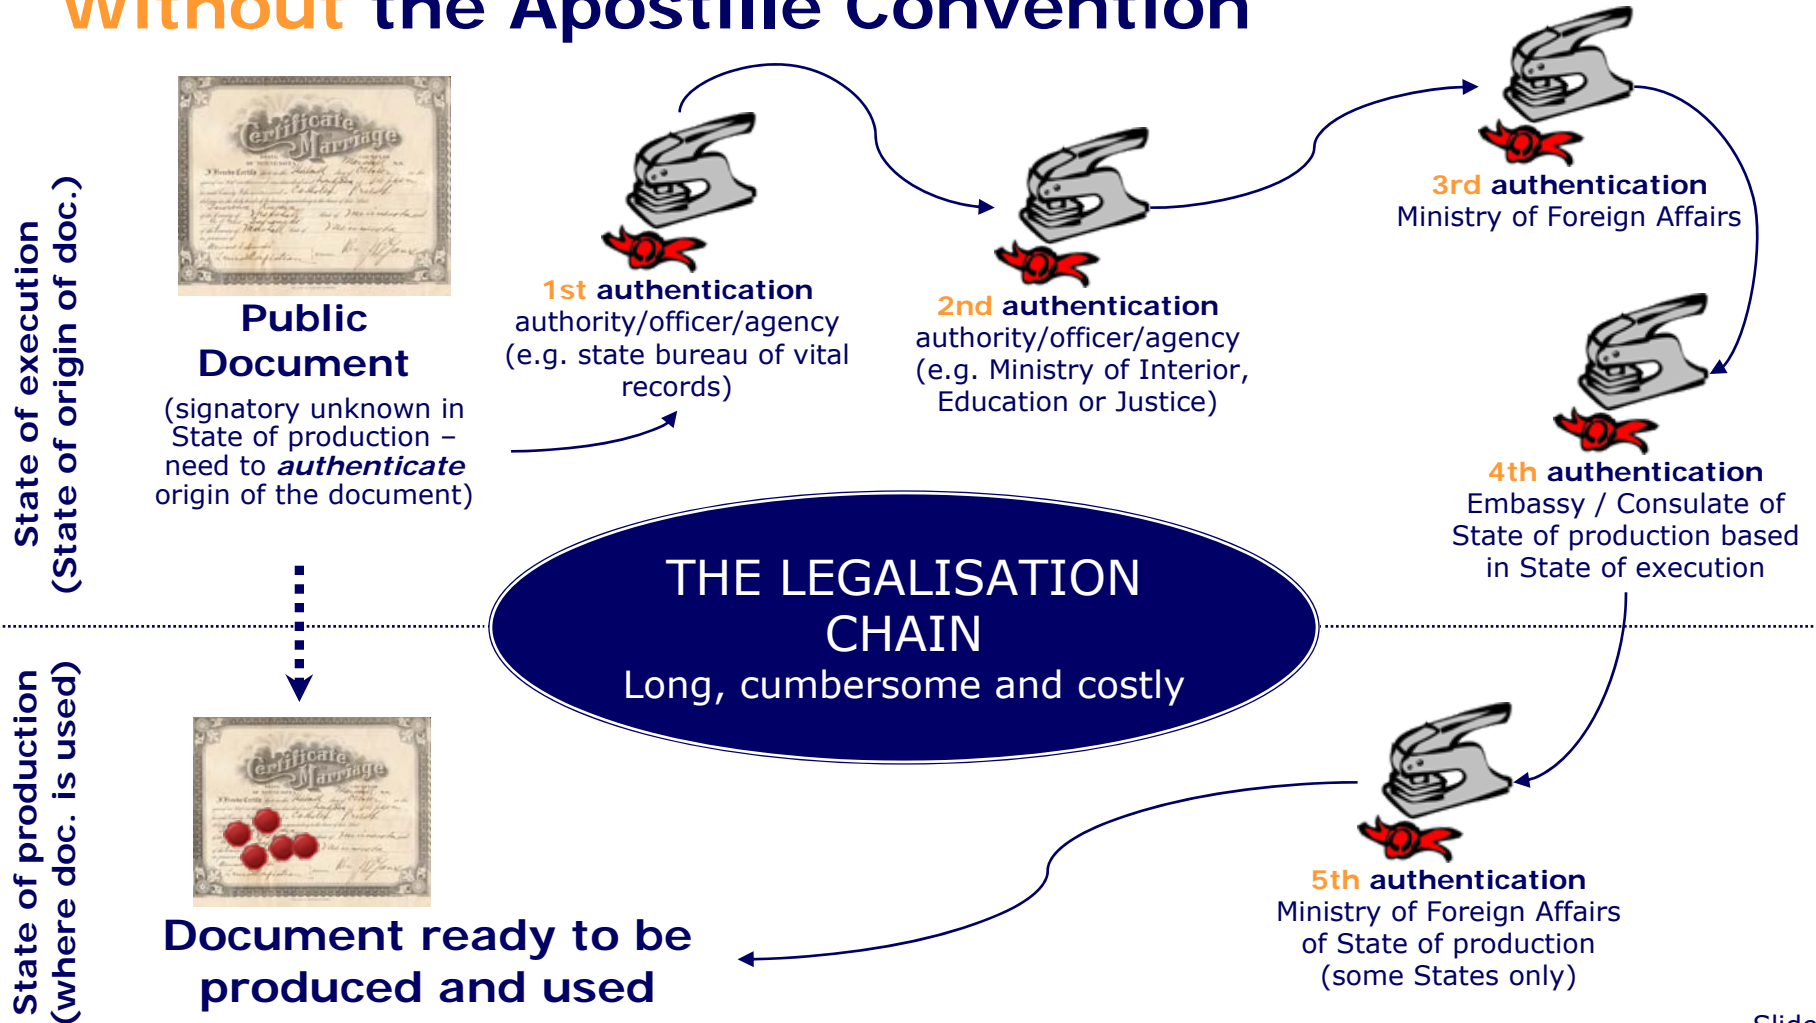 Without the Apostille Convention
State of execution
(State of origin of doc.)
Certificate
Marriage
Public
Document
(signatory unknown in
State of production –
need to authenticate
origin of the document)
1st authentication
authority/officer/agency
(e.g. state bureau of vital
records)
2nd authentication
authority/officer/agency
(e.g. Ministry of Interior,
Education or Justice)
3rd authentication
Ministry of Foreign Affairs
4th authentication
Embassy / Consulate of
State of production based
in State of execution
THE LEGALISATION
CHAIN
Long, cumbersome and costly
State of production
(where doc. is used)
Certificate
Marriage
5th authentication
Ministry of Foreign Affairs
of State of production
(some States only)
Document ready to be
produced and used
Slide